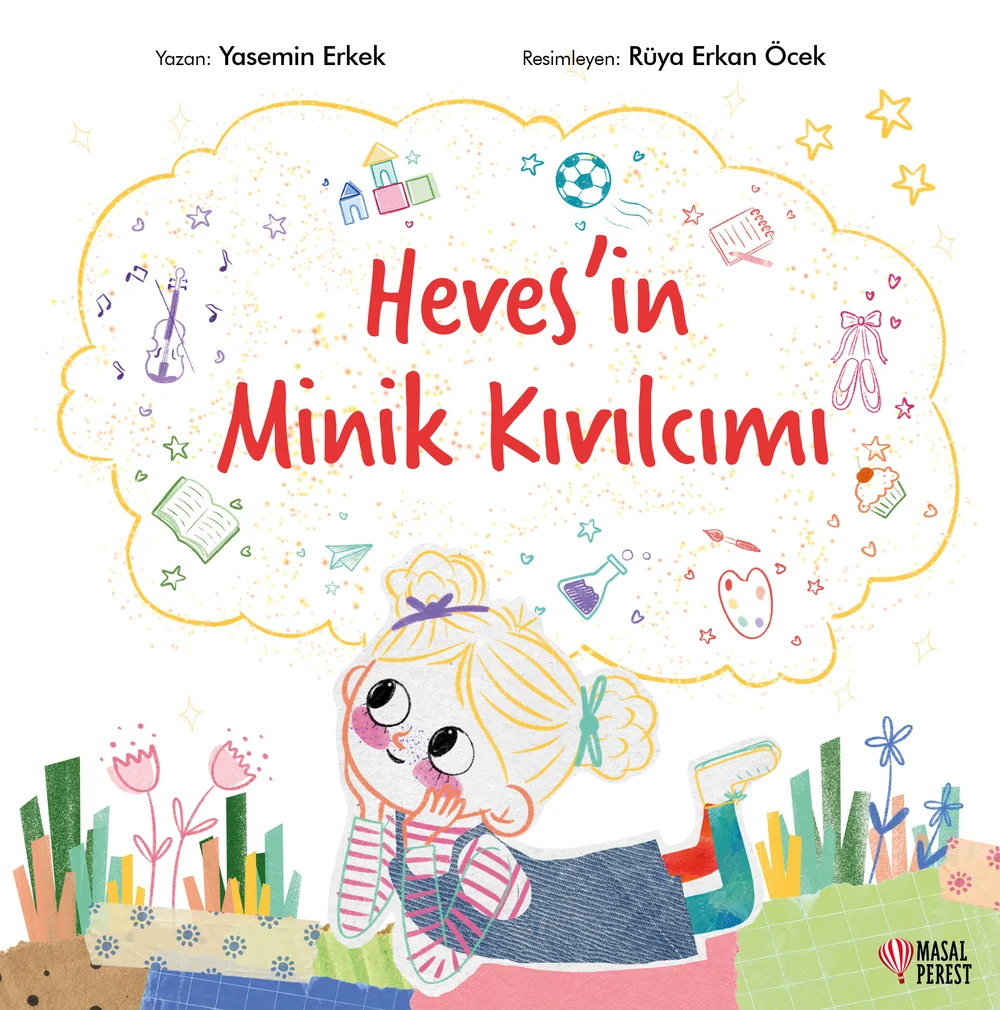 Yazan: Yasemin Erkek
Resimleyen: Rüya Erkan Öcek
Heves'in
Minik Kıvılcımı
MASAL
PEREST